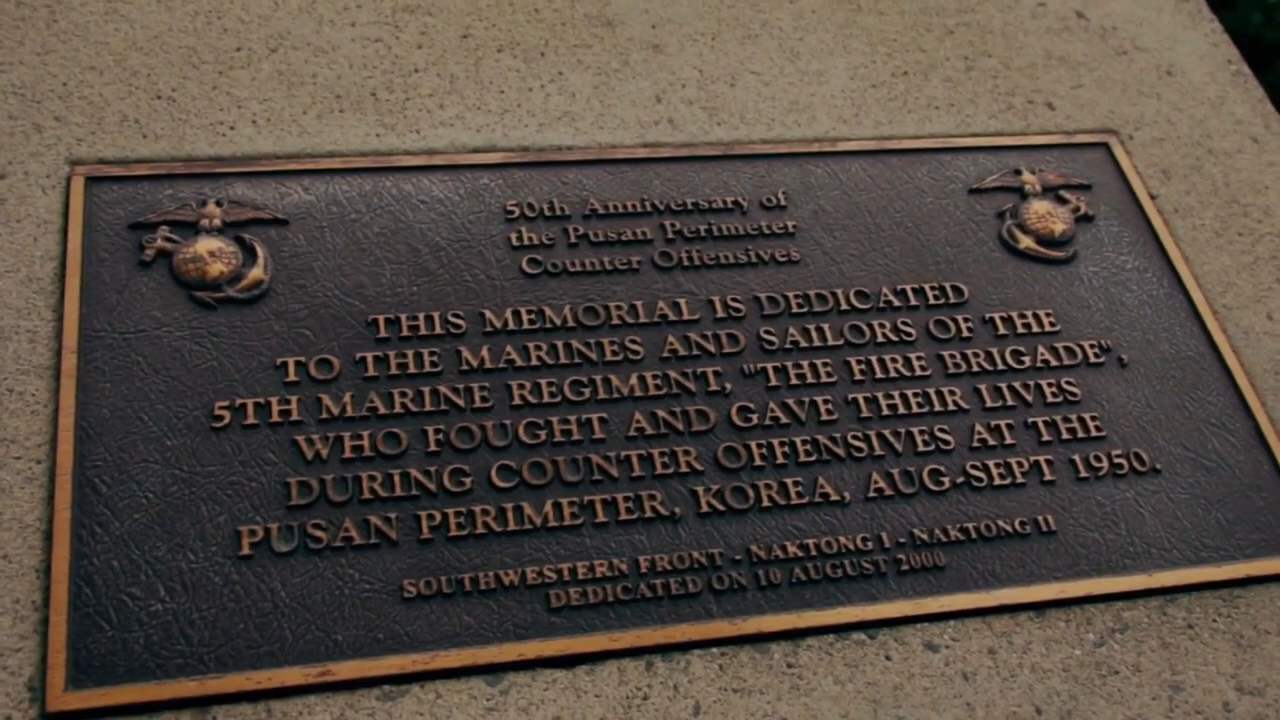 50th Anniversary of
the Pusan Perimeter
Counter Offensives
THIS MEMORIAL IS DEDICATED
TO THE MARINES AND SAILORS OF THE
5TH MARINE REGIMENT, "THE FIRE BRIGADE",
WHO FOUGHT AND GAVE THEIR LIVES
DURING COUNTER OFFENSIVES AT THE
PUSAN PERIMETER, KOREA, AUG-SEPT 1950.
SOUTHWESTERN FRONT - NAKTONG I - NAKTONG II
DEDICATED ON 10 AUGUST 2000